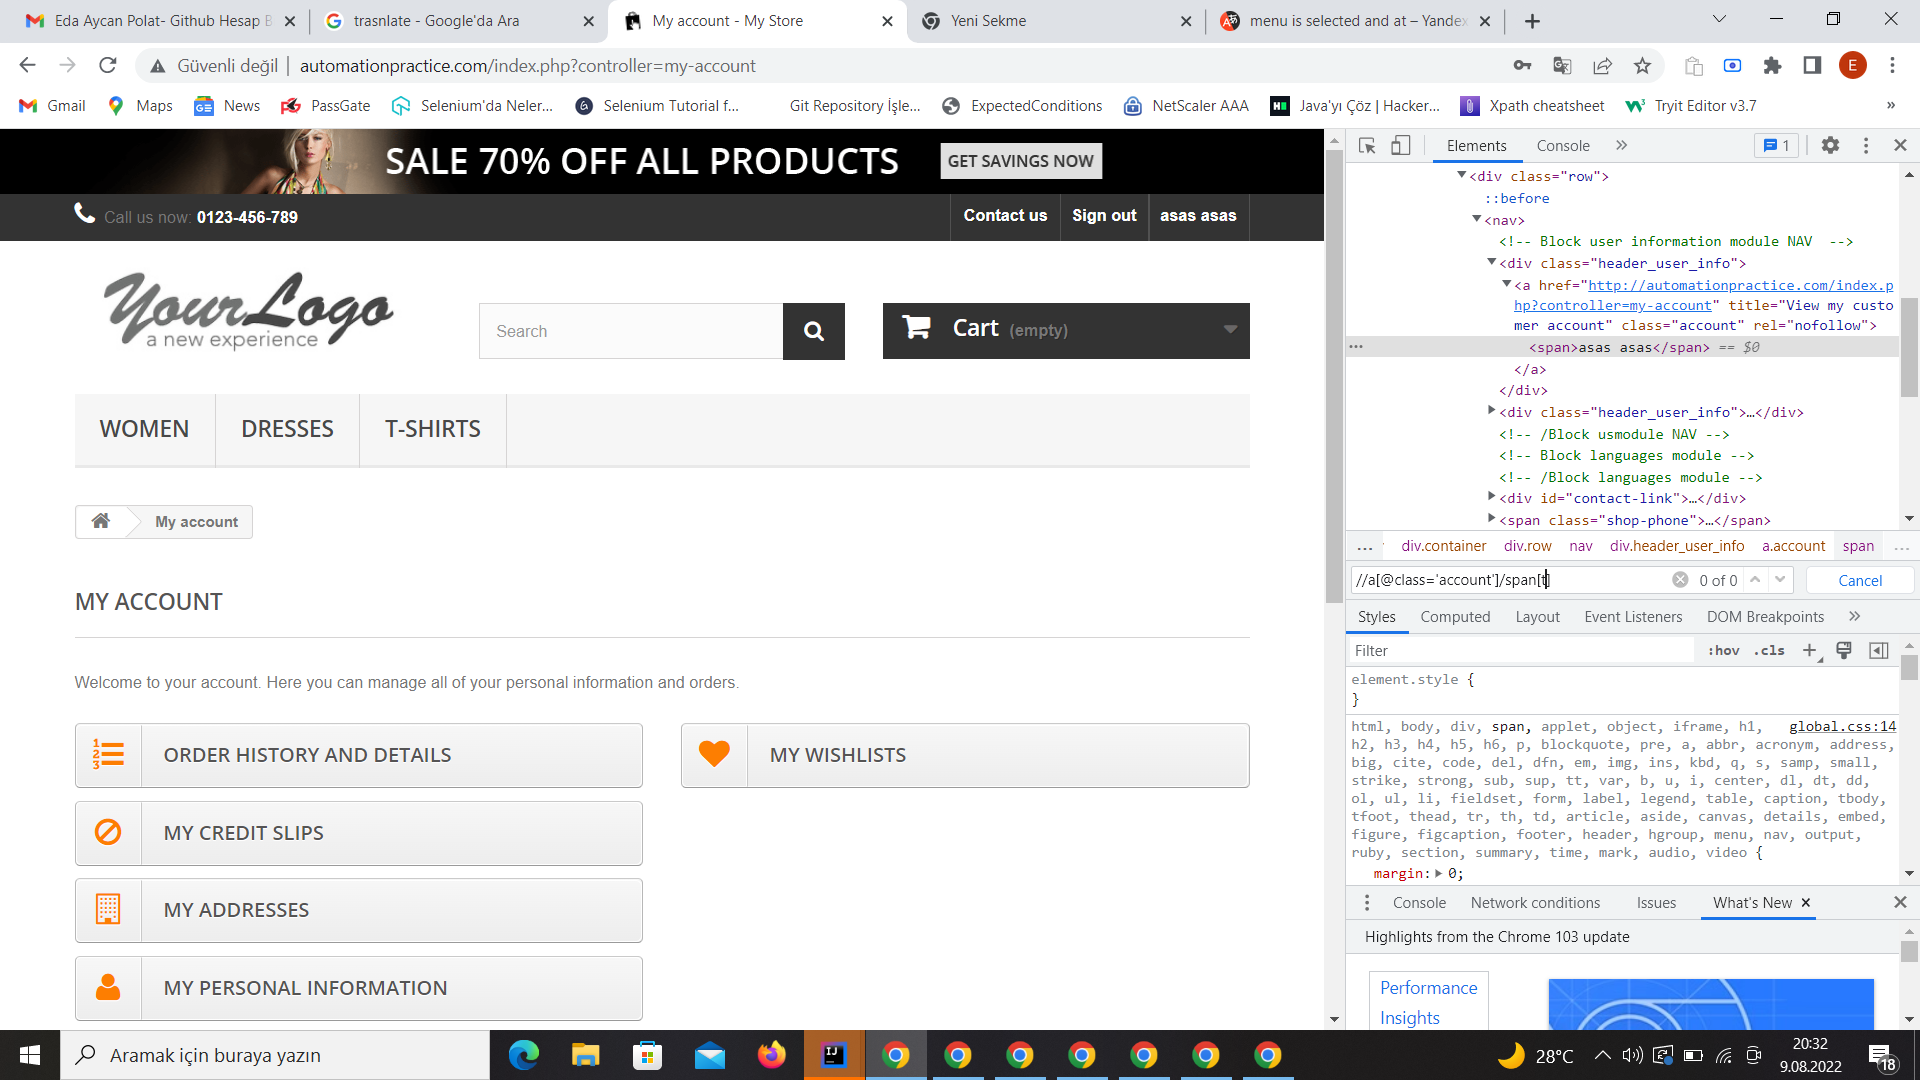 Eda Aycan Polat- Github Hesap B
trasnlate - Google'da Ara
My account - My Store
Yeni Sekme
menu is selected and at – Yandex
Güvenli değil
automationpractice.com/index.php?controller=my-account
E
Gmail
Maps
News
PassGate
Selenium'da Neler...
Selenium Tutorial f...
Git Repository İşle...
ExpectedConditions
NetScaler AAA
Java'yı Çöz | Hacker...
Xpath cheatsheet
Tryit Editor v3.7
»
SALE 70% OFF ALL PRODUCTS
GET SAVINGS NOW
Call us now: 0123-456-789
Contact us
Sign out
asas asas
YourLogo
a new experience
Search
Cart (empty)
WOMEN
DRESSES
T-SHIRTS
My account
MY ACCOUNT
Welcome to your account. Here you can manage all of your personal information and orders.
ORDER HISTORY AND DETAILS
MY WISHLISTS
MY CREDIT SLIPS
MY ADDRESSES
MY PERSONAL INFORMATION
Elements
Console
»
1
<div class="row">
::before
<nav>
<!-- Block user information module NAV  -->
<div class="header_user_info">
<a href="http://automationpractice.com/index.p
hp?controller=my-account" title="View my custo
mer account" class="account" rel="nofollow">
... <span>asas asas</span> == $0
</a>
</div>
<div class="header_user_info">…</div>
<!-- /Block usmodule NAV -->
<!-- Block languages module -->
<!-- /Block languages module -->
<div id="contact-link">…</div>
<span class="shop-phone">…</span>
... div.container div.row nav div.header_user_info a.account span ...
//a[@class='account']/span[t]
0 of 0
Cancel
Styles
Computed
Layout
Event Listeners
DOM Breakpoints
»
Filter
:hov
.cls
element.style {
}
html, body, div, span, applet, object, iframe, h1, global.css:14
h2, h3, h4, h5, h6, p, blockquote, pre, a, abbr, acronym, address,
big, cite, code, del, dfn, em, img, ins, kbd, q, s, samp, small,
strike, strong, sub, sup, tt, var, b, u, i, center, dl, dt, dd,
ol, ul, li, fieldset, form, label, legend, table, caption, tbody,
tfoot, thead, tr, th, td, article, aside, canvas, details, embed,
figure, figcaption, footer, header, hgroup, menu, nav, output,
ruby, section, summary, time, mark, audio, video {
margin: 0;
Console
Network conditions
Issues
What's New
Highlights from the Chrome 103 update
Performance
Insights
Aramak için buraya yazın
28°C
20:32
9.08.2022
18